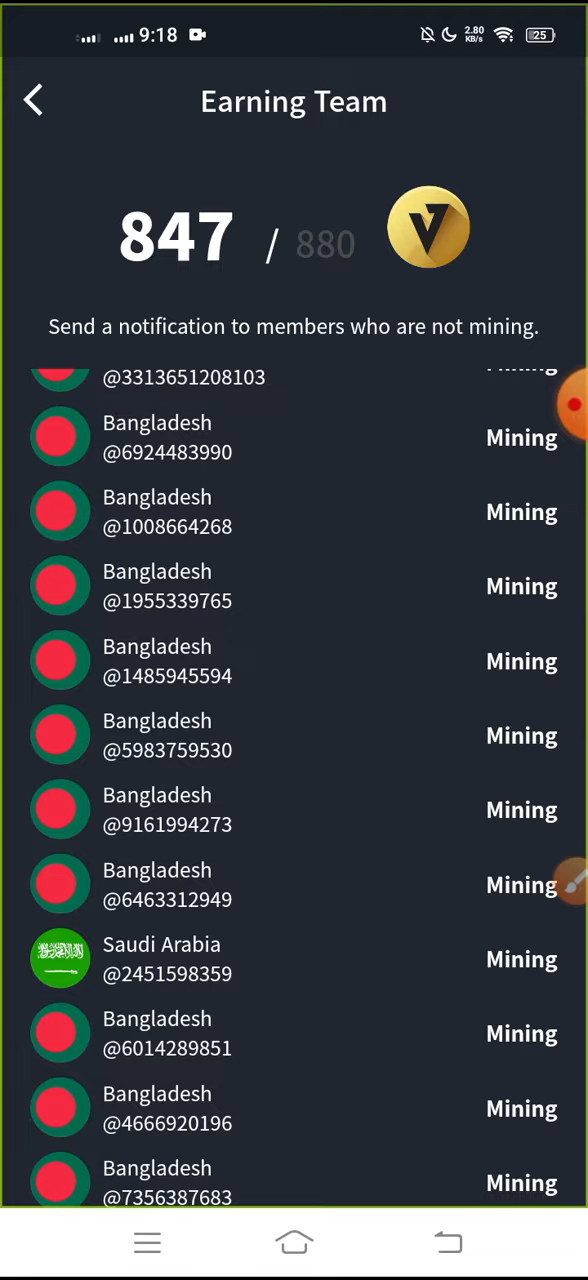 9:18
2.80
KB/s
25
Earning Team
847 / 880
Send a notification to members who are not mining.
@3313651208103
Bangladesh
@6924483990
Mining
Bangladesh
@1008664268
Mining
Bangladesh
@1955339765
Mining
Bangladesh
@1485945594
Mining
Bangladesh
@5983759530
Mining
Bangladesh
@9161994273
Mining
Bangladesh
@6463312949
Mining
Saudi Arabia
@2451598359
Mining
Bangladesh
@6014289851
Mining
Bangladesh
@4666920196
Mining
Bangladesh
@7356387683
Mining